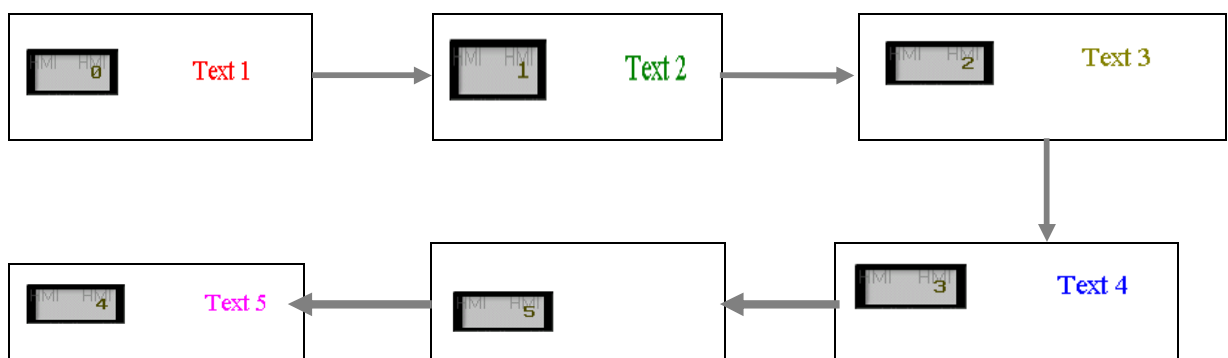 HMI HMI 0 Text 1
HMI HMI 1 Text 2
HMI HMI 2 Text 3
HMI HMI 3 Text 4
HMI HMI 5
HMI HMI 4 Text 5